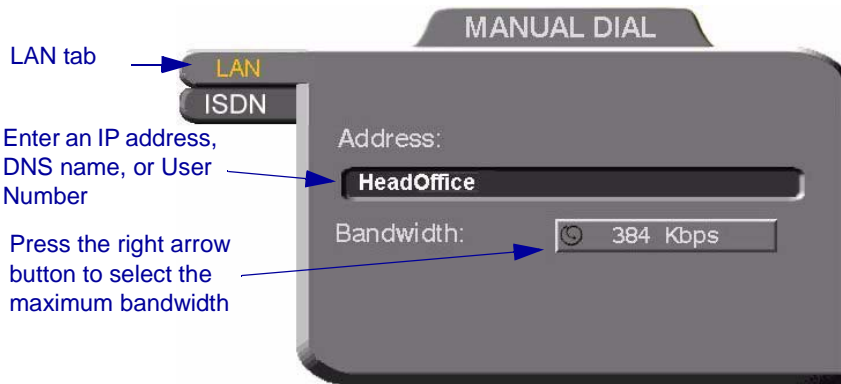 MANUAL DIAL
LAN tab
LAN
ISDN
Enter an IP address,
DNS name, or User
Number
Address:
HeadOffice
Bandwidth:
384 Kbps
Press the right arrow
button to select the
maximum bandwidth